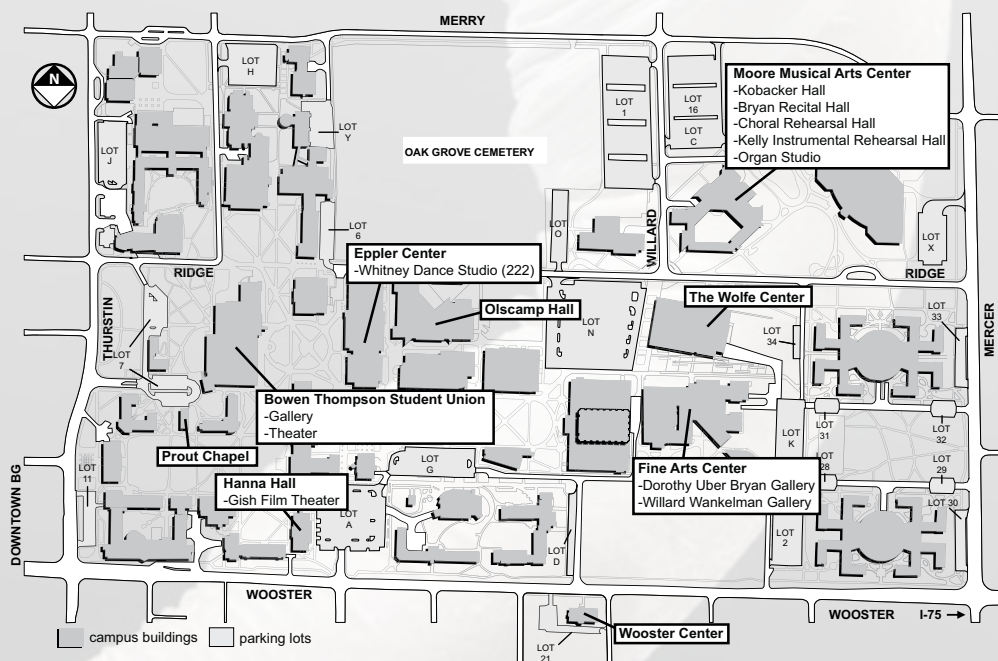 MERRY
N
LOT
H
LOT
Y
LOT
J
LOT
6
OAK GROVE CEMETERY
LOT
1
LOT
16
LOT
C
Moore Musical Arts Center
-Kobacker Hall
-Bryan Recital Hall
-Choral Rehearsal Hall
-Kelly Instrumental Rehearsal Hall
-Organ Studio
LOT
O
WILLARD
LOT
X
RIDGE
RIDGE
Eppler Center
-Whitney Dance Studio (222)
Olscamp Hall
LOT
N
The Wolfe Center
LOT
34
LOT
33
MERCER
THURSTIN
LOT
7
Bowen Thompson Student Union
-Gallery
-Theater
Prout Chapel
LOT
K
LOT
31
LOT
32
LOT
28
LOT
29
LOT 30
DOWNTOWN BG
LOT
11
Hanna Hall
-Gish Film Theater
LOT
A
LOT
G
LOT
D
Fine Arts Center
-Dorothy Uber Bryan Gallery
-Willard Wankelman Gallery
LOT
2
WOOSTER
WOOSTER I-75
Wooster Center
LOT
21
campus buildings
parking lots